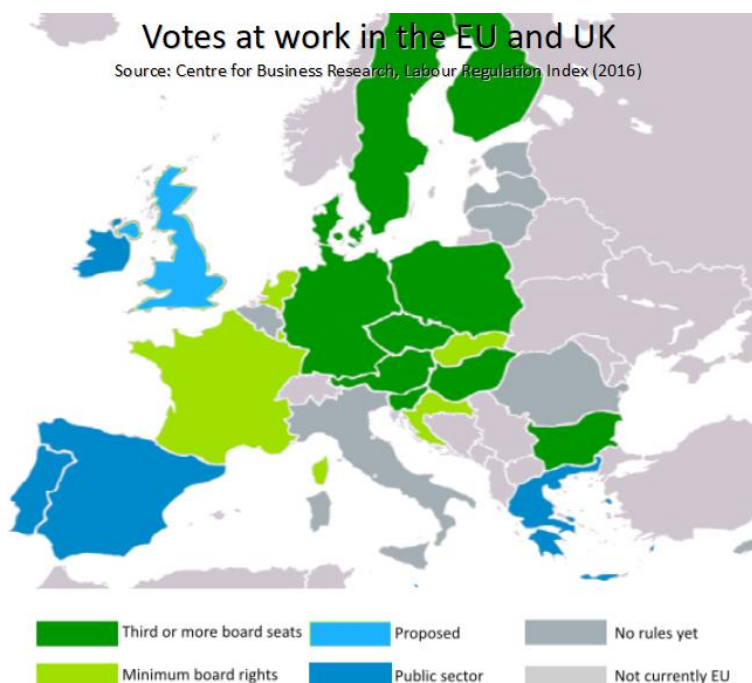 Votes at work in the EU and UK
Source: Centre for Business Research, Labour Regulation Index (2016)
Third or more board seats
Proposed
No rules yet
Minimum board rights
Public sector
Not currently EU